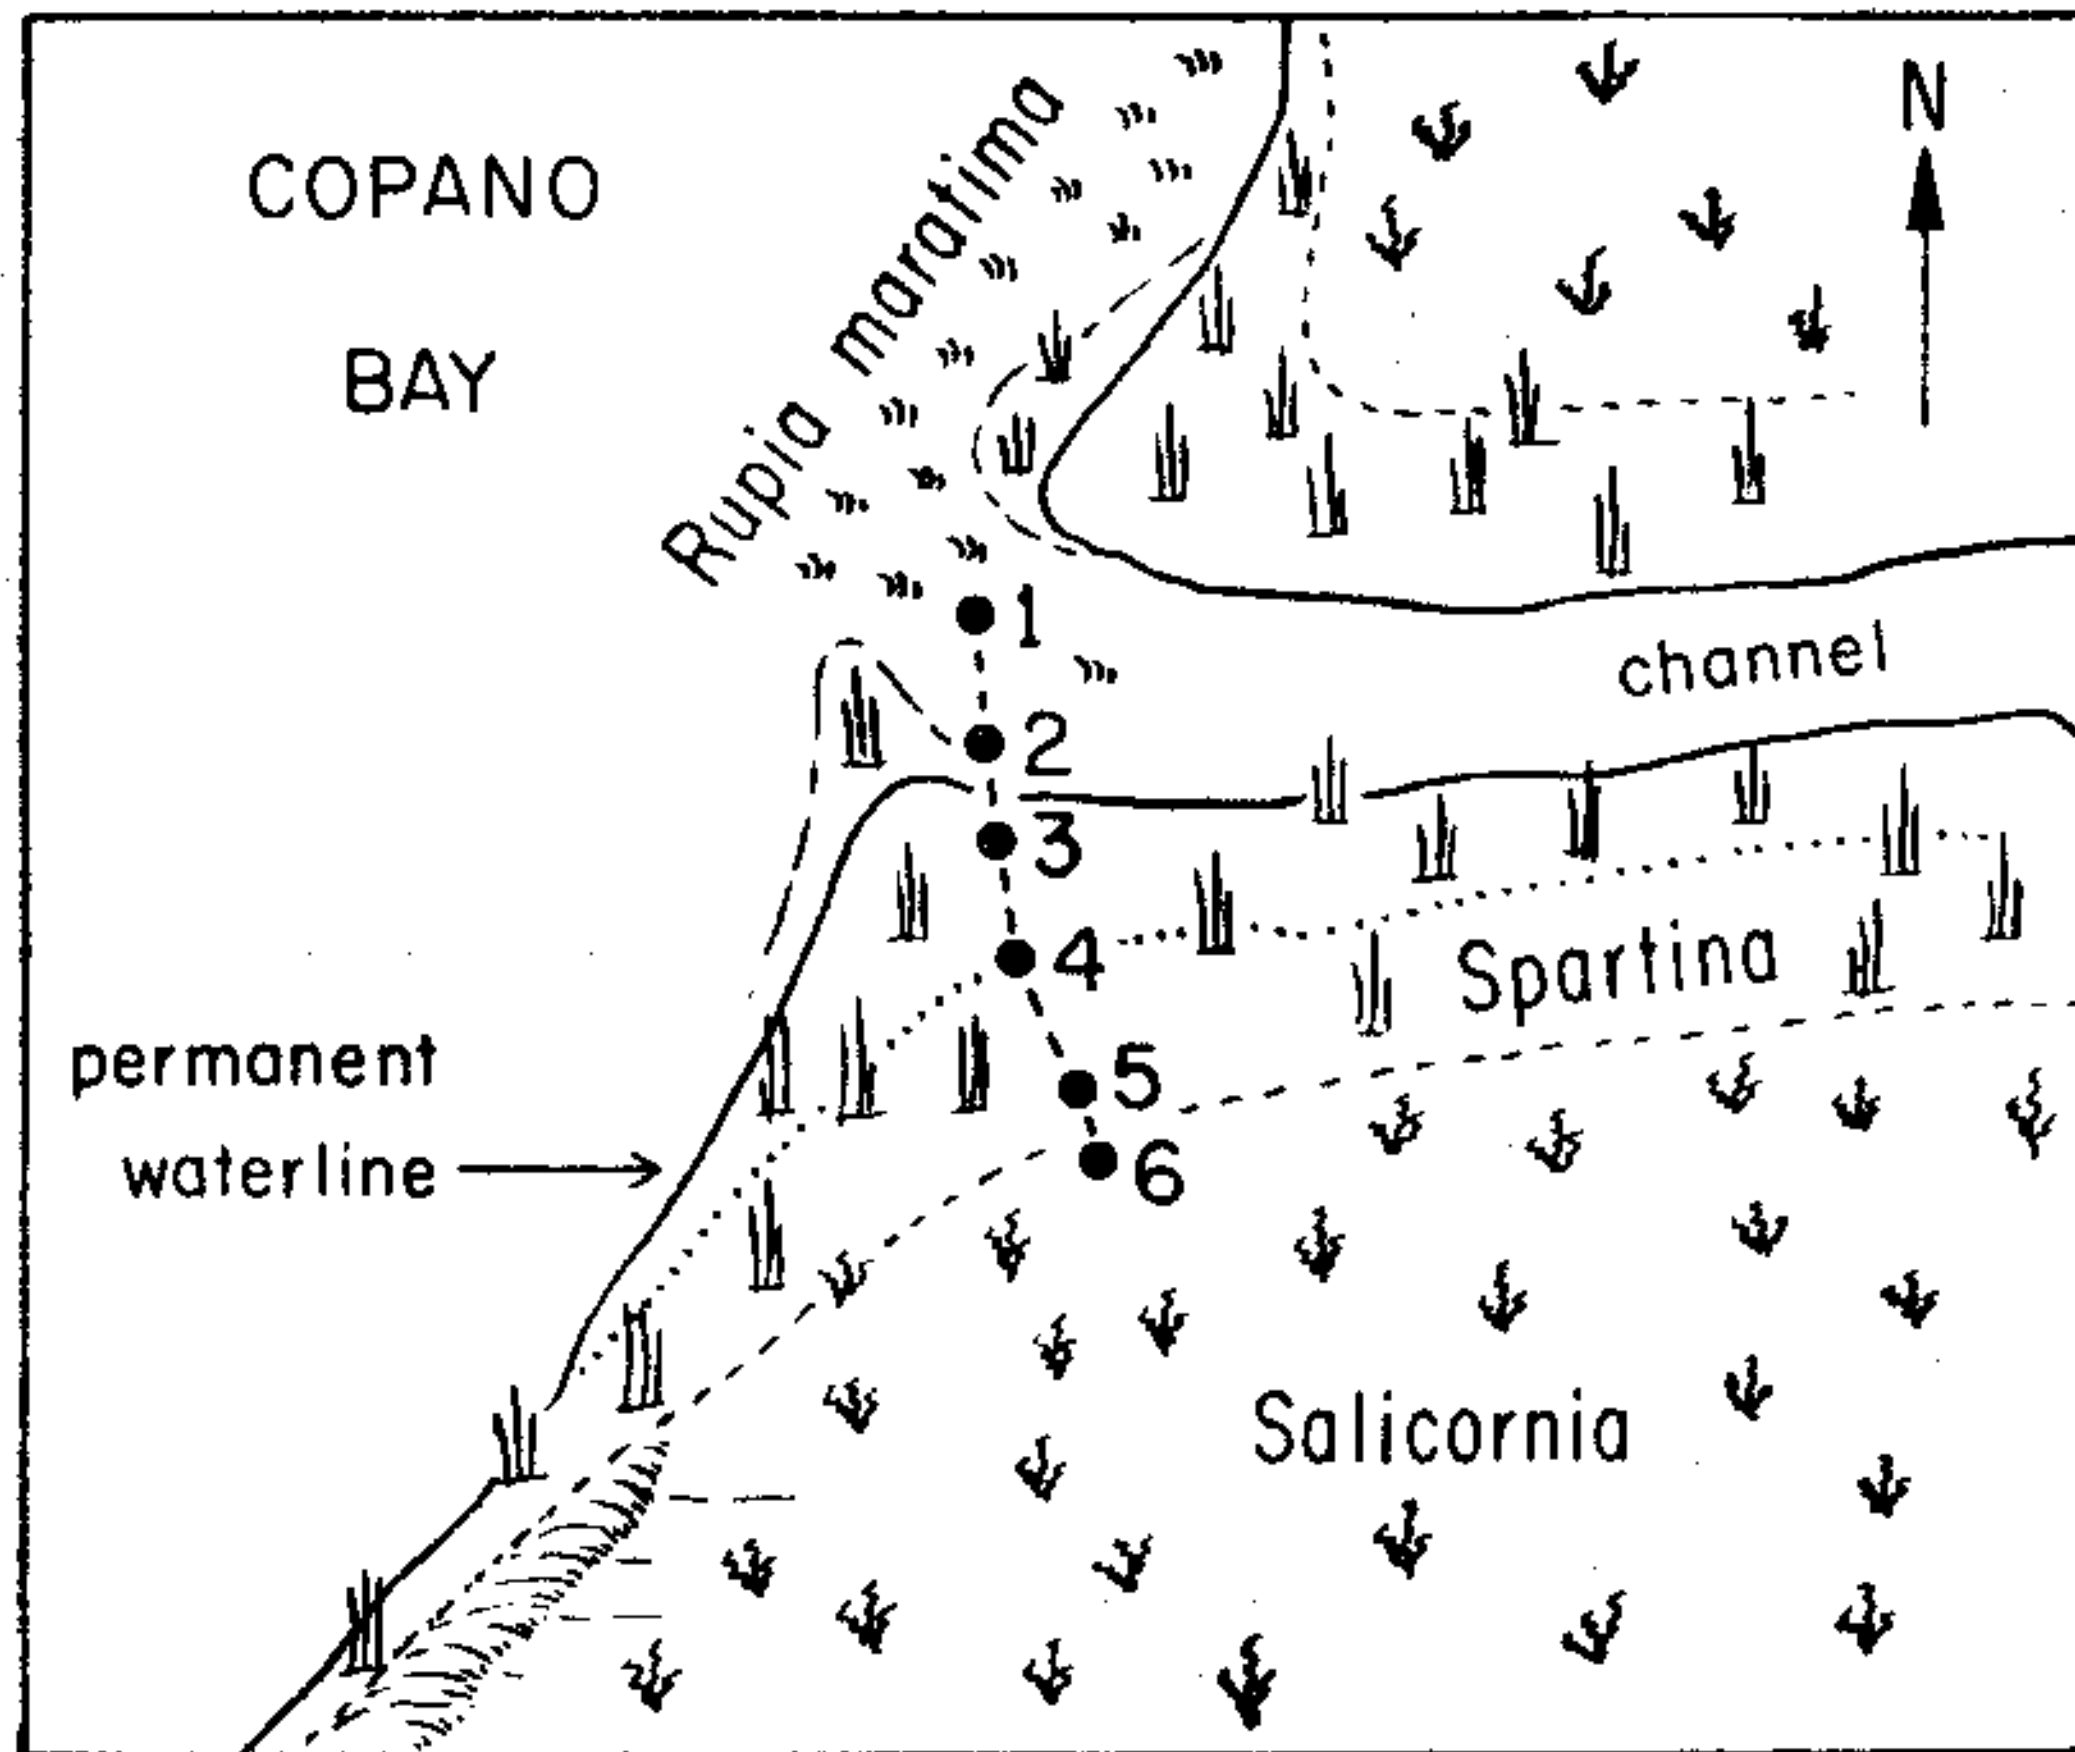 COPANO
BAY
Rupia maratima
N
1
channel
2
3
4
Spartina
permanent
waterline
5
6
Salicornia